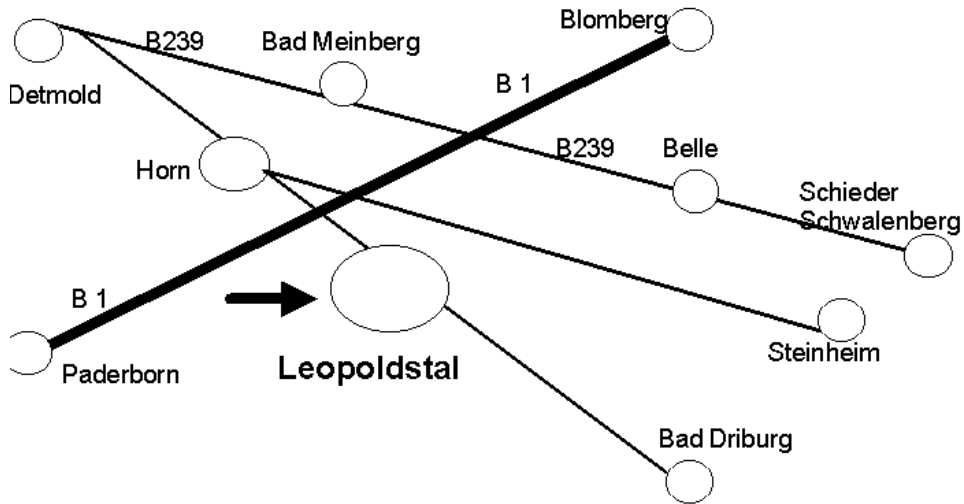 Blomberg
B239
Bad Meinberg
B 1
Detmold
B239
Belle
Horn
Schieder
Schwalenberg
B 1
Steinheim
Leopoldstal
Paderborn
Bad Driburg